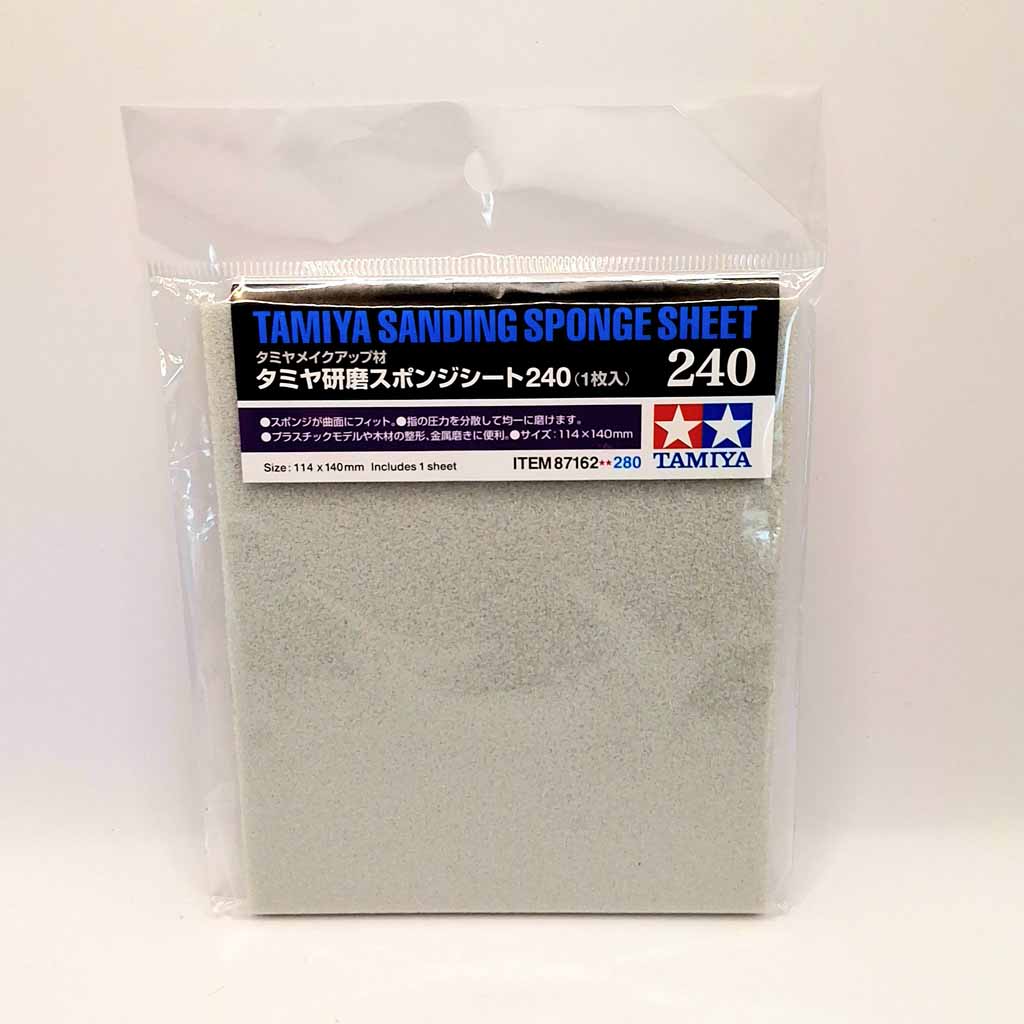 TAMIYA SANDING SPONGE SHEET
タミヤメイクアップ材
タミヤ研磨スポンジシート240(1枚入)
240
●スポンジが曲面にフィット。●指の圧力を分散して均一に磨けます。
●プラスチックモデルや木材の整形、金属磨きに便利。●サイズ:114×140mm
Size: 114 x 140mm Includes 1 sheet
ITEM 87162★★280
TAMIYA